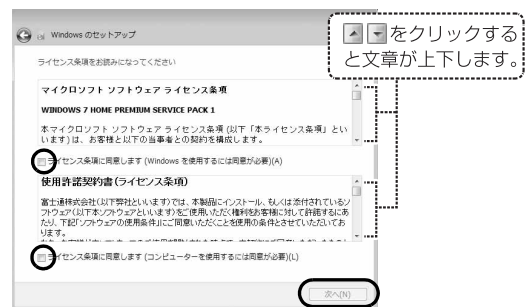 Windows のセットアップ
ライセンス条項をお読みになってください
マイクロソフト ソフトウェア ライセンス条項
WINDOWS 7 HOME PREMIUM SERVICE PACK 1
本マイクロソフト ソフトウェア ライセンス条項 (以下「本ライセンス条項」とい
います) は、お客様と以下の当事者との契約を構成します。
ライセンス条項に同意します (Windows を使用するには同意が必要)(A)
使用許諾契約書(ライセンス条項)
富士通株式会社(以下弊社といいます)では、本製品にインストール、もしくは添付されているソ
フトウェア(以下本ソフトウェアといいます)をご使用いただく権利をお客様に対して許諾するにあ
たり、下記「ソフトウェアの使用条件」にご同意いただくことを使用の条件とさせていただいてお
ります。
ライセンス条項に同意します (コンピューターを使用するには同意が必要)(L)
次へ(N)
をクリックする
と文章が上下します。